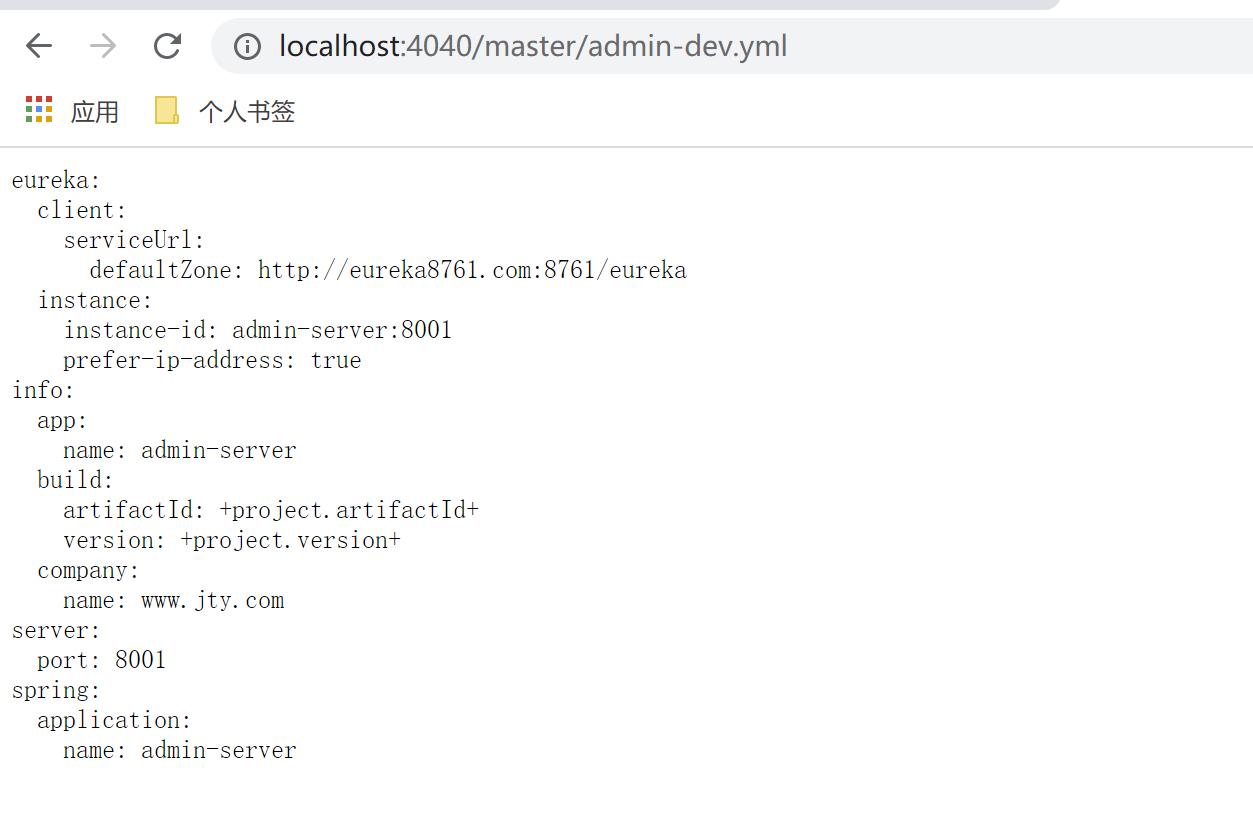 localhost:4040/master/admin-dev.yml
应用 个人书签
eureka:
  client:
    serviceUrl:
      defaultZone: http://eureka8761.com:8761/eureka
  instance:
    instance-id: admin-server:8001
    prefer-ip-address: true
info:
  app:
    name: admin-server
  build:
    artifactId: +project.artifactId+
    version: +project.version+
  company:
    name: www.jty.com
server:
  port: 8001
spring:
  application:
    name: admin-server